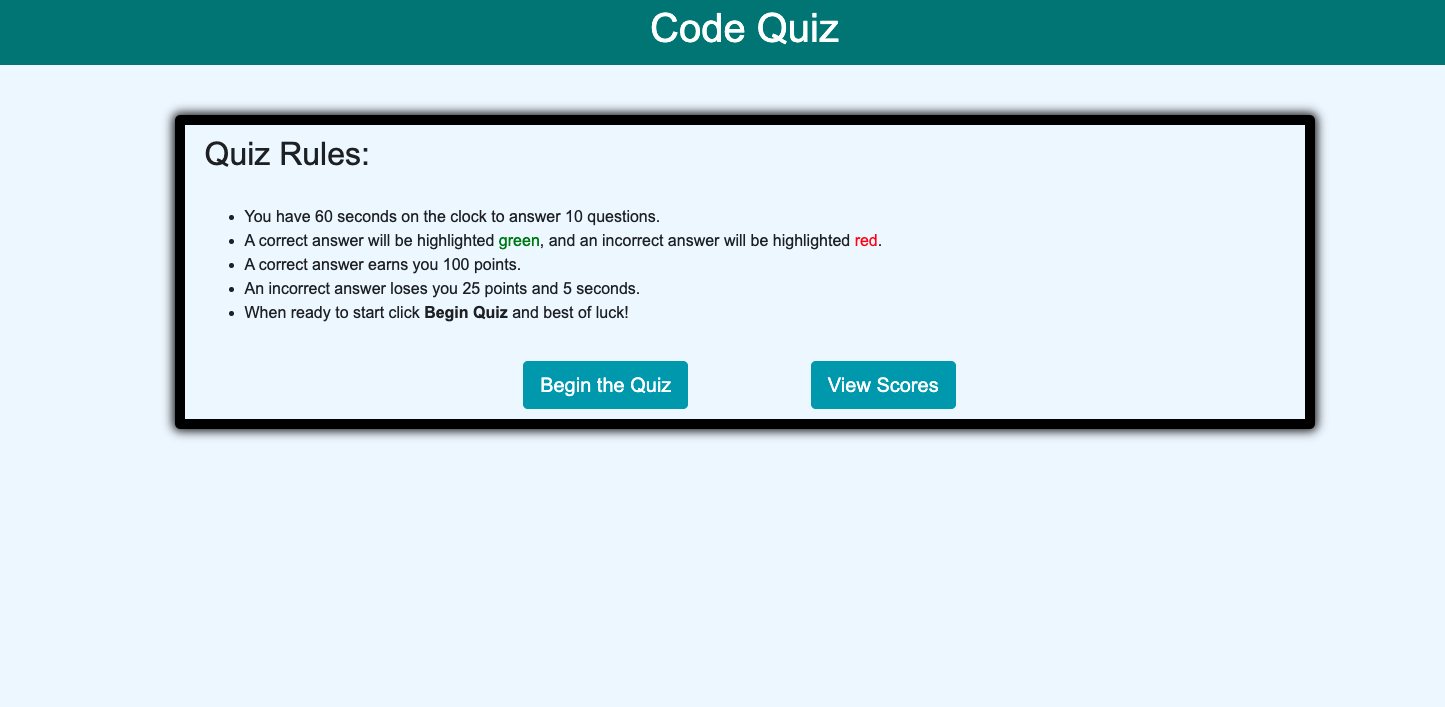 Code Quiz
Quiz Rules:
You have 60 seconds on the clock to answer 10 questions.
A correct answer will be highlighted green, and an incorrect answer will be highlighted red.
A correct answer earns you 100 points.
An incorrect answer loses you 25 points and 5 seconds.
When ready to start click Begin Quiz and best of luck!
Begin the Quiz
View Scores